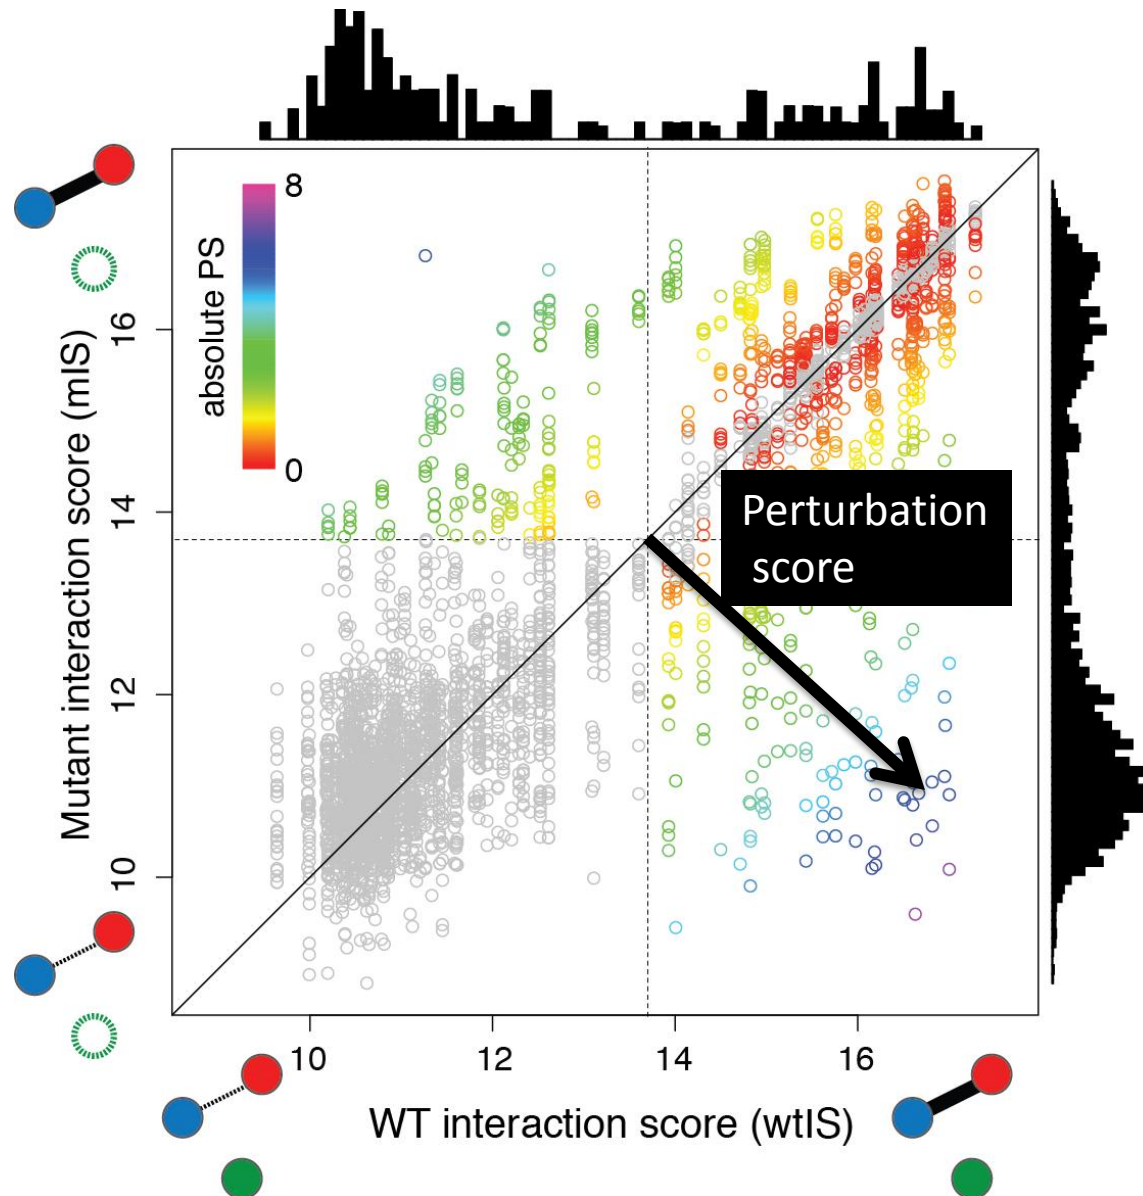 8
absolute PS
0
Perturbation
score
Mutant interaction score (mIS)
16
14
12
10
10 12 14 16
WT interaction score (wtIS)